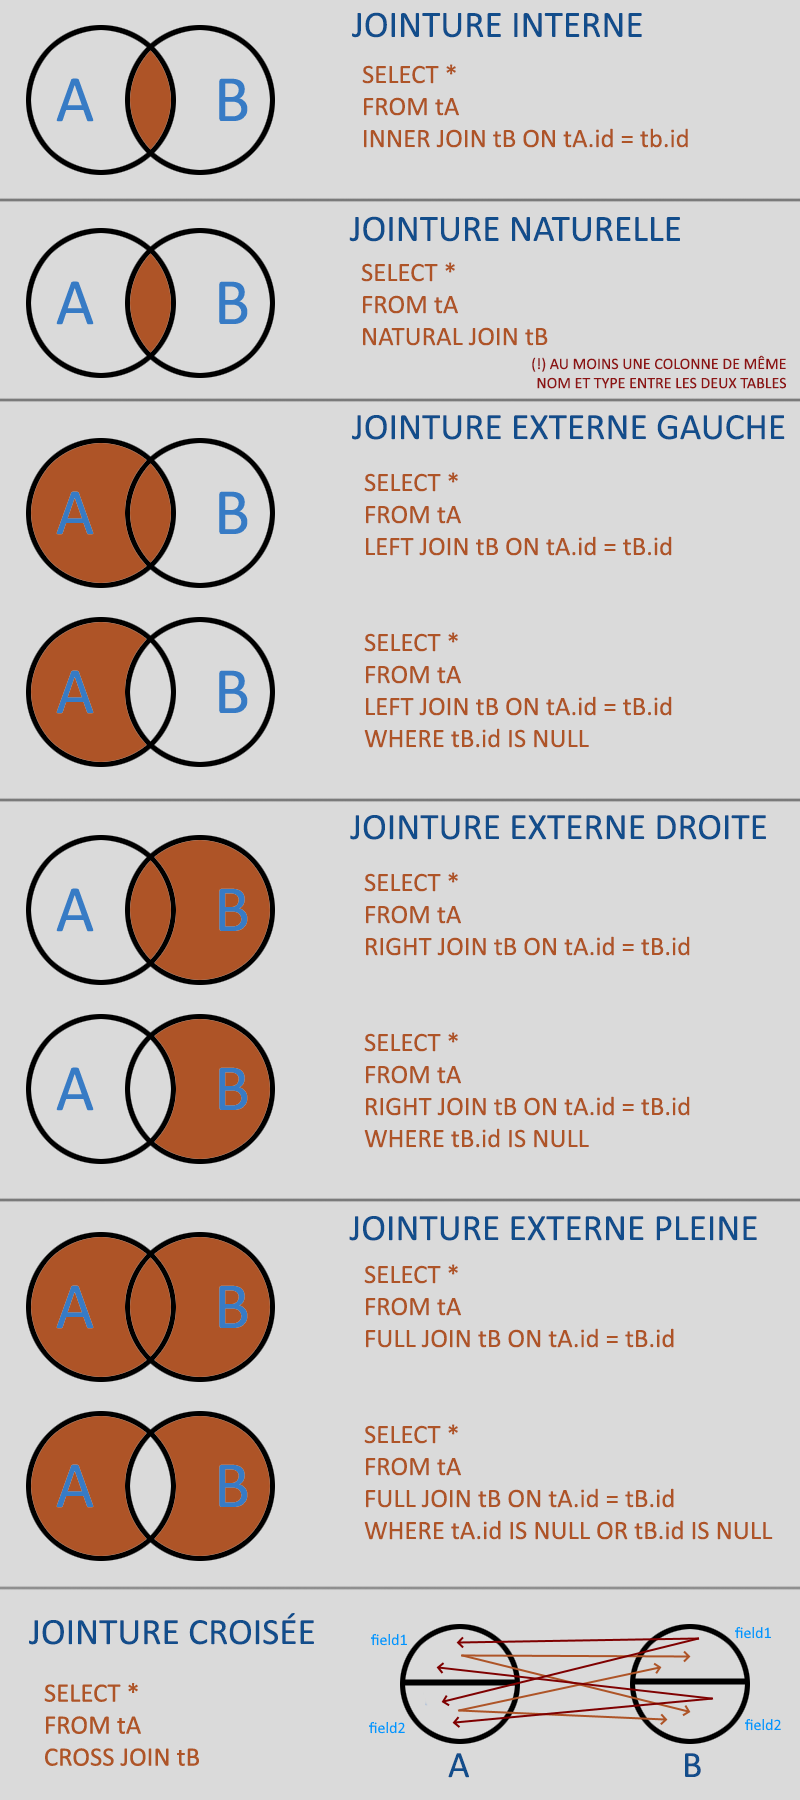 A
B
JOINTURE INTERNE
SELECT *
FROM tA
INNER JOIN tB ON tA.id = tb.id
A
B
JOINTURE NATURELLE
SELECT *
FROM tA
NATURAL JOIN tB
(!) AU MOINS UNE COLONNE DE MÊME
NOM ET TYPE ENTRE LES DEUX TABLES
JOINTURE EXTERNE GAUCHE
A
B
SELECT *
FROM tA
LEFT JOIN tB ON tA.id = tB.id
A
B
SELECT *
FROM tA
LEFT JOIN tB ON tA.id = tB.id
WHERE tB.id IS NULL
JOINTURE EXTERNE DROITE
A
B
SELECT *
FROM tA
RIGHT JOIN tB ON tA.id = tB.id
A
B
SELECT *
FROM tA
RIGHT JOIN tB ON tA.id = tB.id
WHERE tB.id IS NULL
JOINTURE EXTERNE PLEINE
A
B
SELECT *
FROM tA
FULL JOIN tB ON tA.id = tB.id
A
B
SELECT *
FROM tA
FULL JOIN tB ON tA.id = tB.id
WHERE tA.id IS NULL OR tB.id IS NULL
JOINTURE CROISÉE
SELECT *
FROM tA
CROSS JOIN tB
field1
field1
field2
field2
A
B